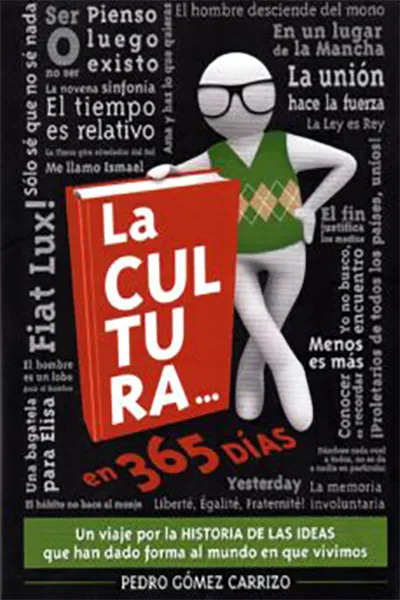 Ser
O
no ser
Pienso
luego
existo
La novena sinfonía
El tiempo
es relativo
La Tierra gira alrededor del Sol
Me llamo Ismael
Sólo sé que no sé nada
Fiat Lux!
Ama y haz lo que quieras
El hombre desciende del mono
En un lugar
de la Mancha
La unión
hace la fuerza
La Ley es Rey
El fin
justifica
los medios
Yo no busco,
encuentro
¡Proletarios de todos los países, uníos!
Menos
es más
Conocer
es recordar
La
CUL
TU
RA...
en 365 DÍAS
El hombre
es un lobo
para el hombre
Una bagatela
para Elisa
El hábito no hace al monje
Yesterday
Liberté, Égalité, Fraternité!
La memoria
involuntaria
Un viaje por la HISTORIA DE LAS IDEAS
que han dado forma al mundo en que vivimos
PEDRO GÓMEZ CARRIZO